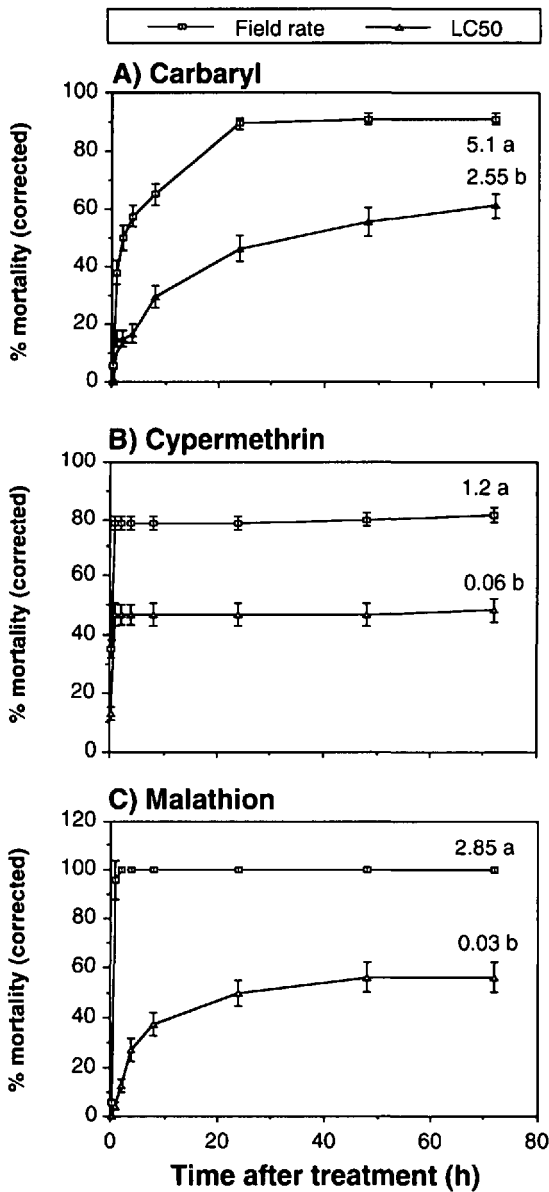 Field rate LC50
A) Carbaryl
100
80
60
40
20
0
% mortality (corrected)
5.1 a
2.55 b
B) Cypermethrin
100
80
60
40
20
0
% mortality (corrected)
1.2 a
0.06 b
C) Malathion
120
100
80
60
40
20
0
% mortality (corrected)
2.85 a
0.03 b
0 20 40 60 80
Time after treatment (h)